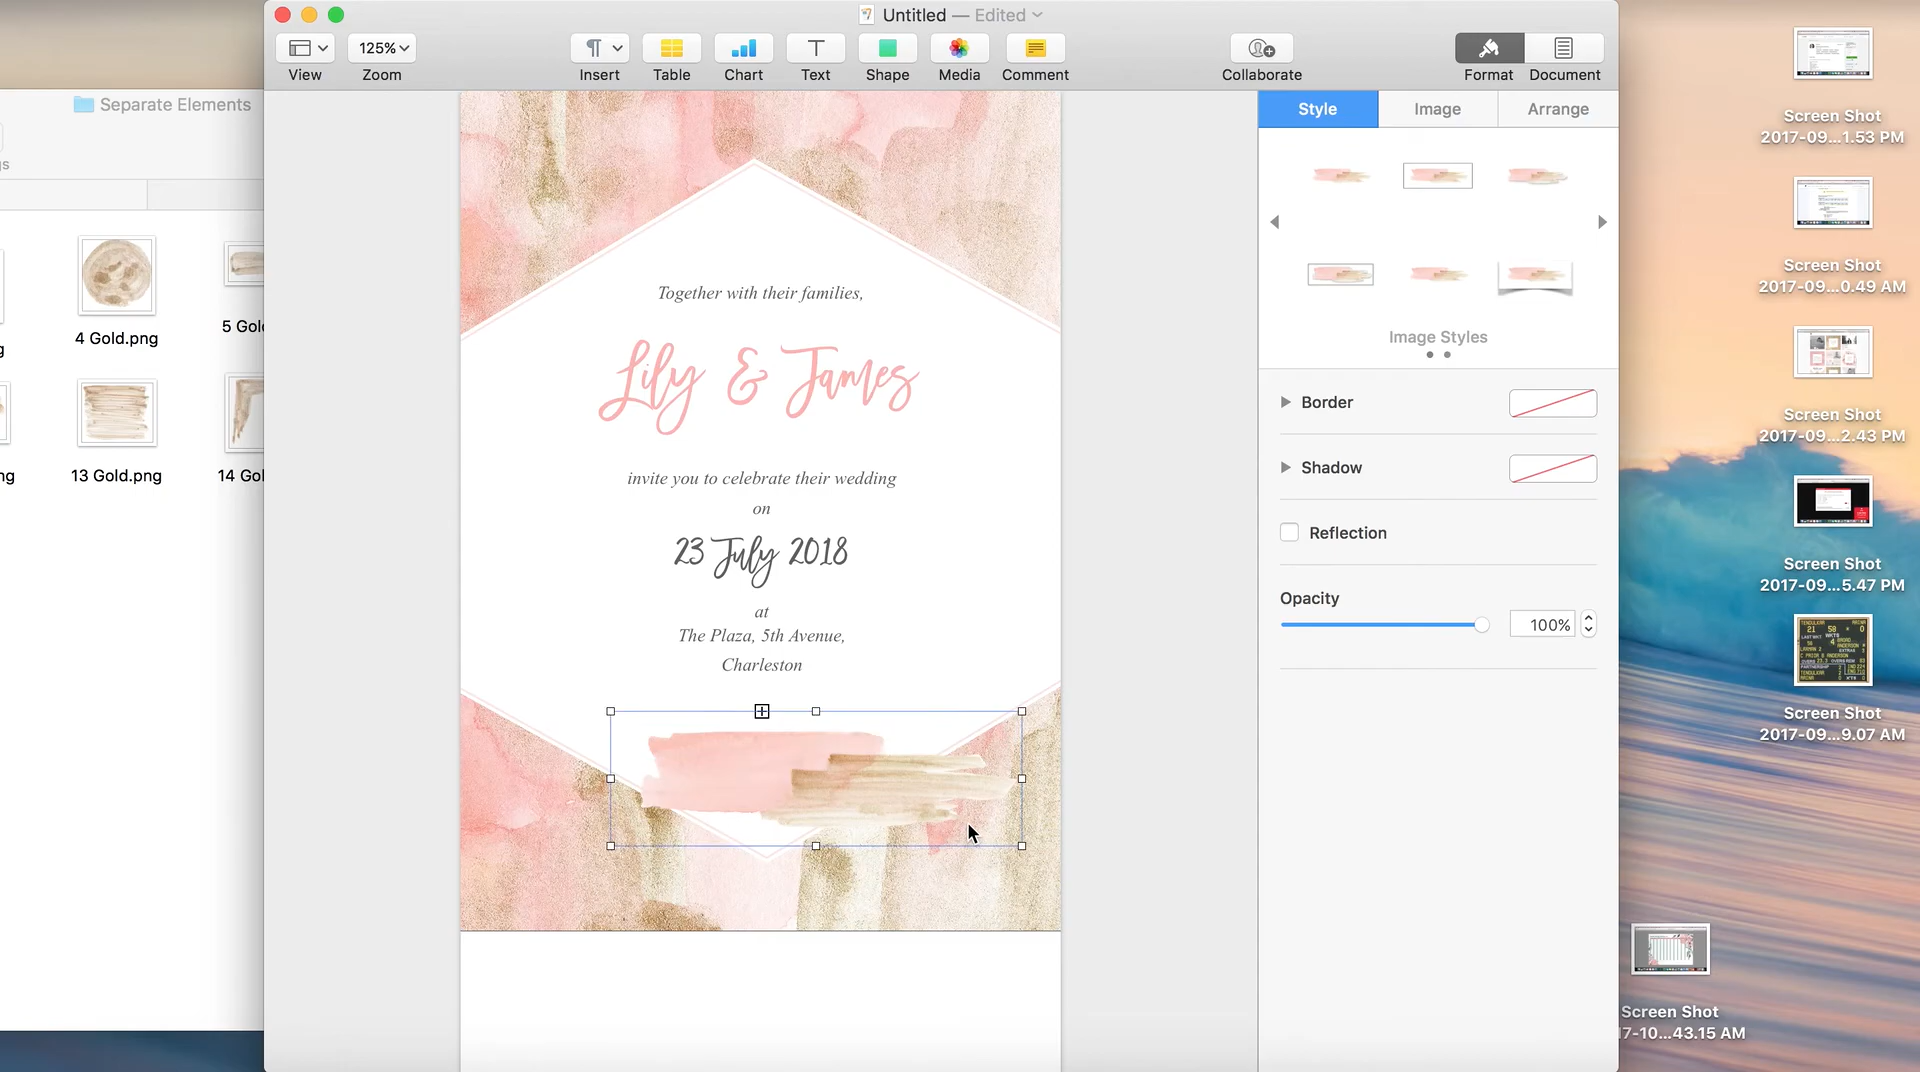 Untitled — Edited
View
125%
Zoom
Insert
Table
Chart
Text
Shape
Media
Comment
Collaborate
Format
Document
Separate Elements
4 Gold.png
13 Gold.png
Together with their families,
Lily & James
invite you to celebrate their wedding
on
23 July 2018
at
The Plaza, 5th Avenue,
Charleston
Style
Image
Arrange
Image Styles
Border
Shadow
Reflection
Opacity
100%
Screen Shot
2017-09...1.53 PM
Screen Shot
2017-09...0.49 AM
Screen Shot
2017-09...2.43 PM
Screen Shot
2017-09...5.47 PM
Screen Shot
2017-09...9.07 AM
Screen Shot
17-10...43.15 AM